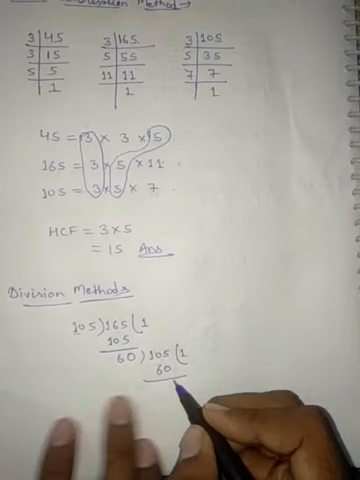 Method:→
3|45  3|165  3|105
3|15  5|55  5|35
5|5  11|11  7|7
1  1  1
45 = 3 × 3 × 5
165 = 3 × 5 × 11
105 = 3 × 5 × 7
HCF = 3 × 5
= 15 Ans
Division Methods
105)165(1
105
60)105(1
60